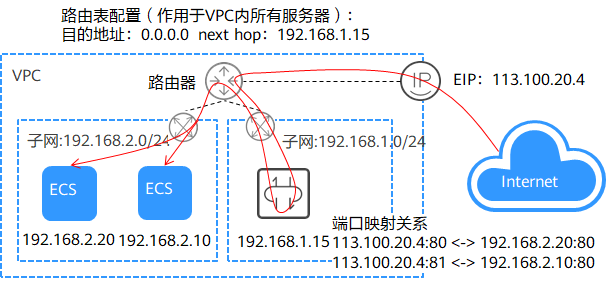 路由表配置（作用于VPC内所有服务器）：
目的地址：0.0.0.0 next hop：192.168.1.15
VPC
路由器
IP
EIP：113.100.20.4
子网:192.168.2.0/24
子网:192.168.1.0/24
ECS
ECS
Internet
192.168.2.20
192.168.2.10
192.168.1.15
端口映射关系
113.100.20.4:80 <-> 192.168.2.20:80
113.100.20.4:81 <-> 192.168.2.10:80